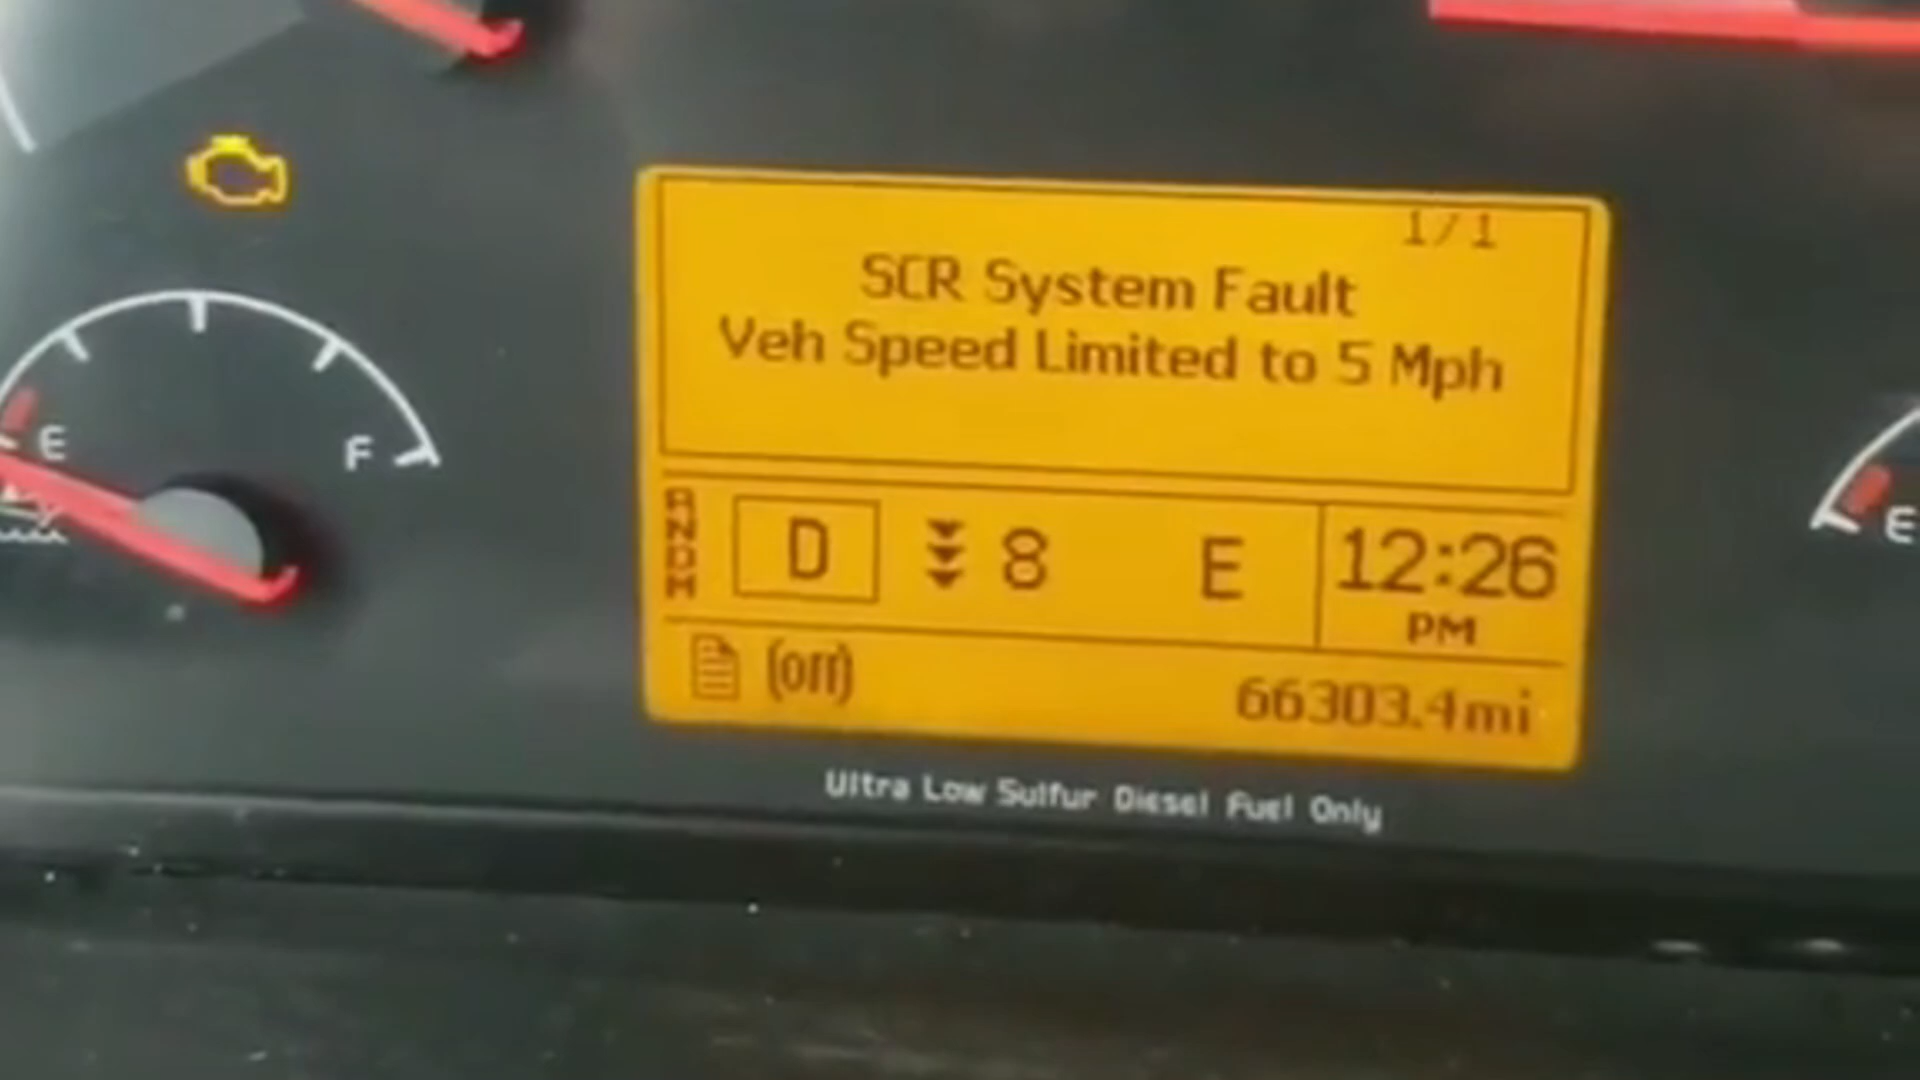 1/1
SCR System Fault
Veh Speed Limited to 5 Mph
E F
ANDM
D 8 E 12:26
PM
E
(off) 66303.4mi
Ultra Low Sulfur Diesel Fuel Only